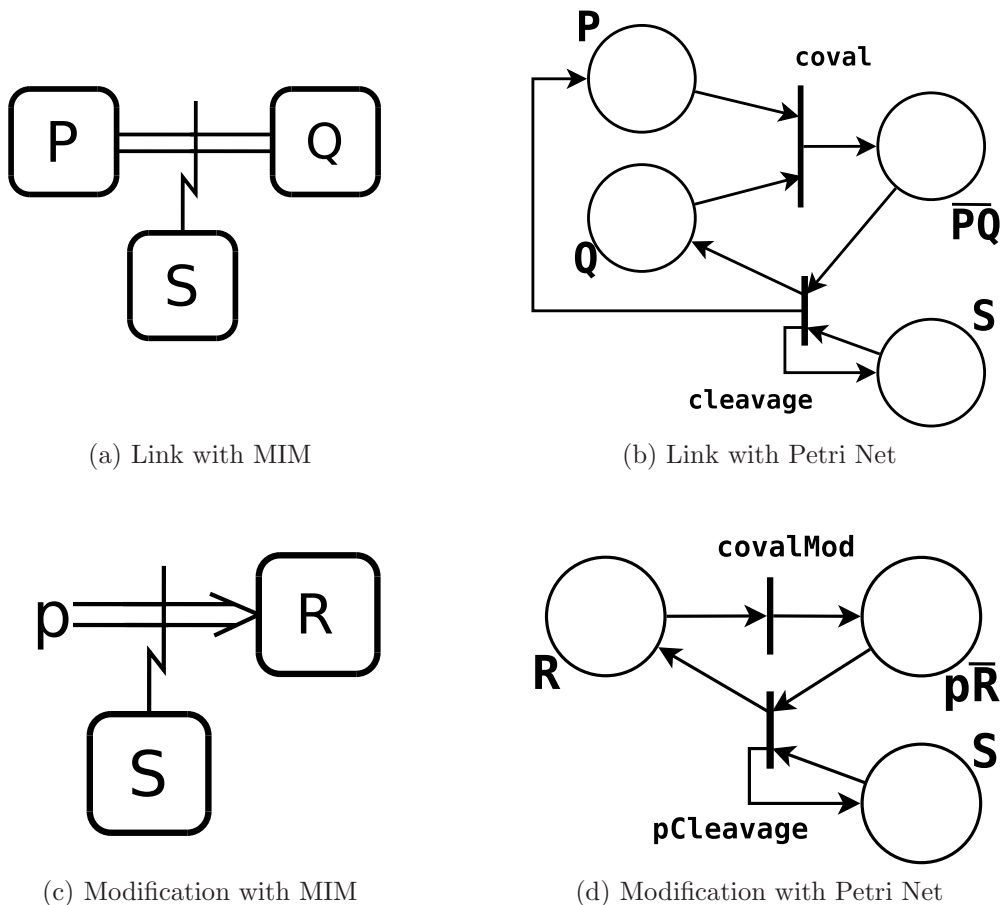 P
coval
P
Q
S
Q
P̅Q̅
S
cleavage
(a) Link with MIM
(b) Link with Petri Net
covalMod
p
R
R
pR̅
S
S
pCleavage
(c) Modification with MIM
(d) Modification with Petri Net